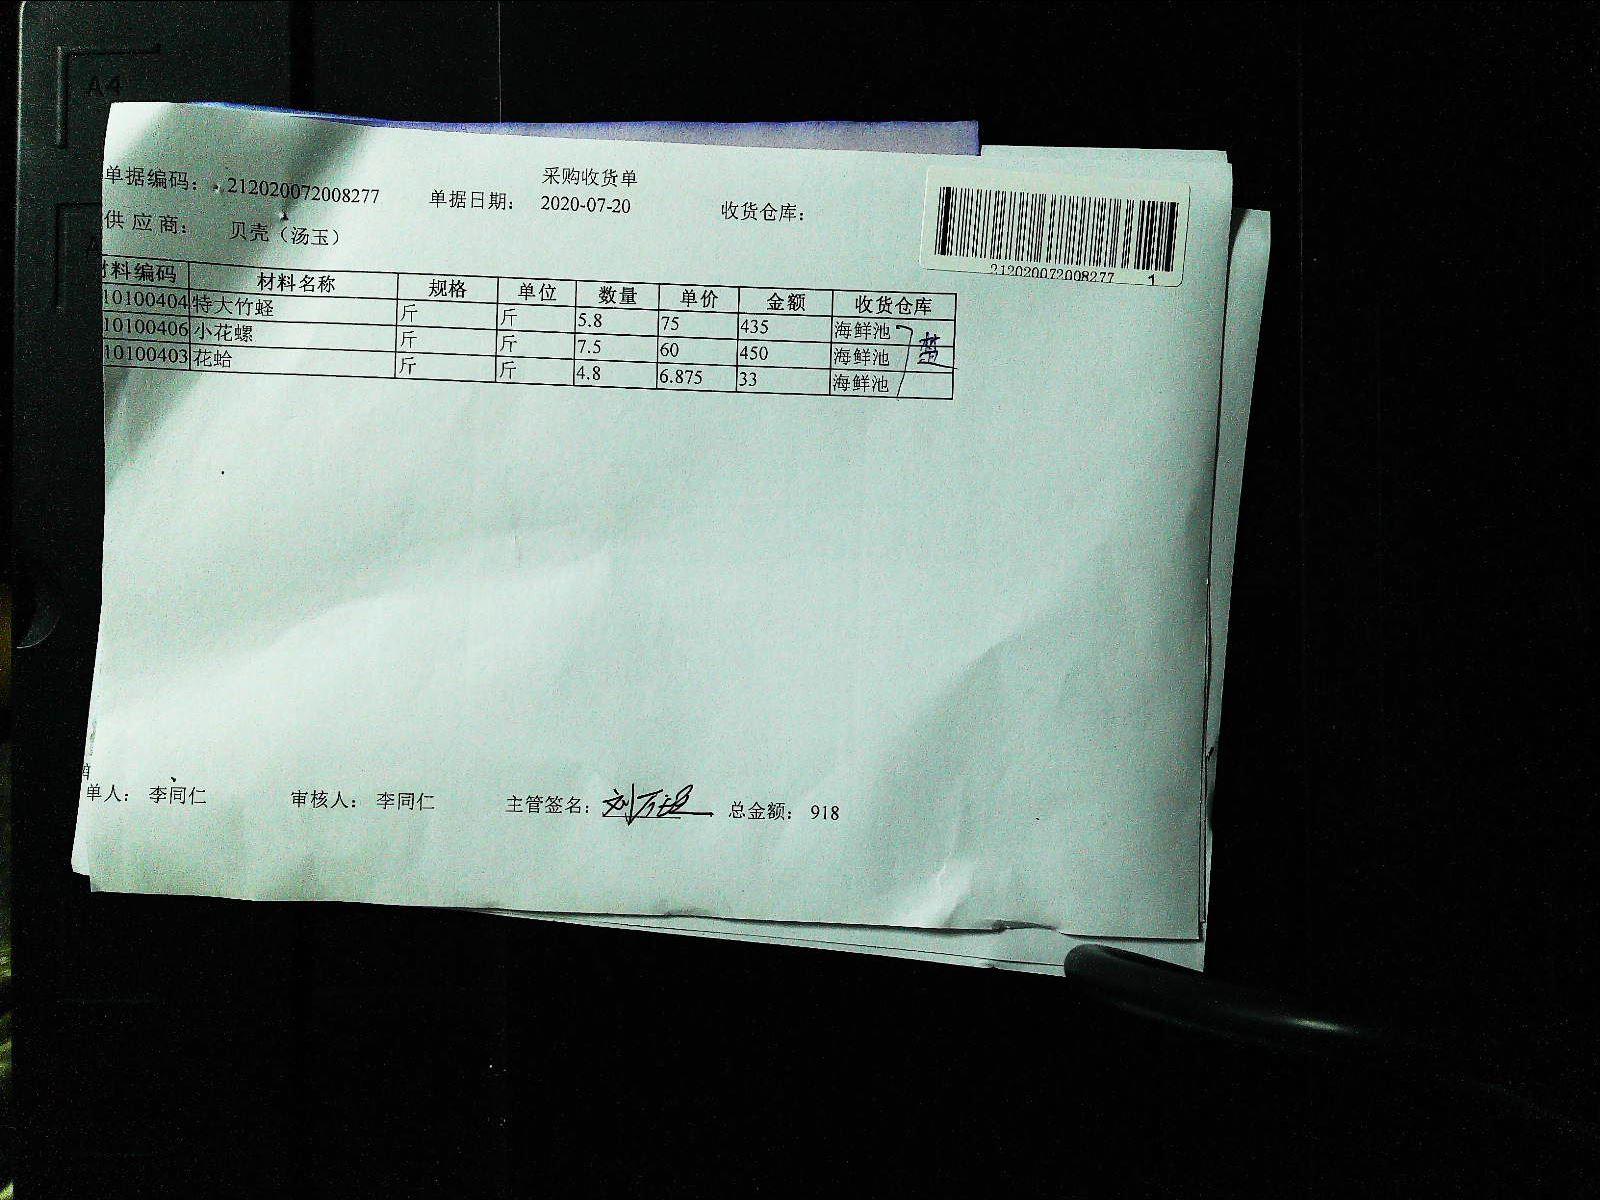 A4
采购收货单
单据编码: 212020072008277 单据日期: 2020-07-20 收货仓库:
供应商: 贝壳（汤玉）
212020072008277 1
材料编码 材料名称 规格 单位 数量 单价 金额 收货仓库
10100404 特大竹蛏 斤 斤 5.8 75 435 海鲜池
10100406 小花螺 斤 斤 7.5 60 450 海鲜池
10100403 花蛤 斤 斤 4.8 6.875 33 海鲜池
单人: 李同仁 审核人: 李同仁 主管签名: 总金额: 918